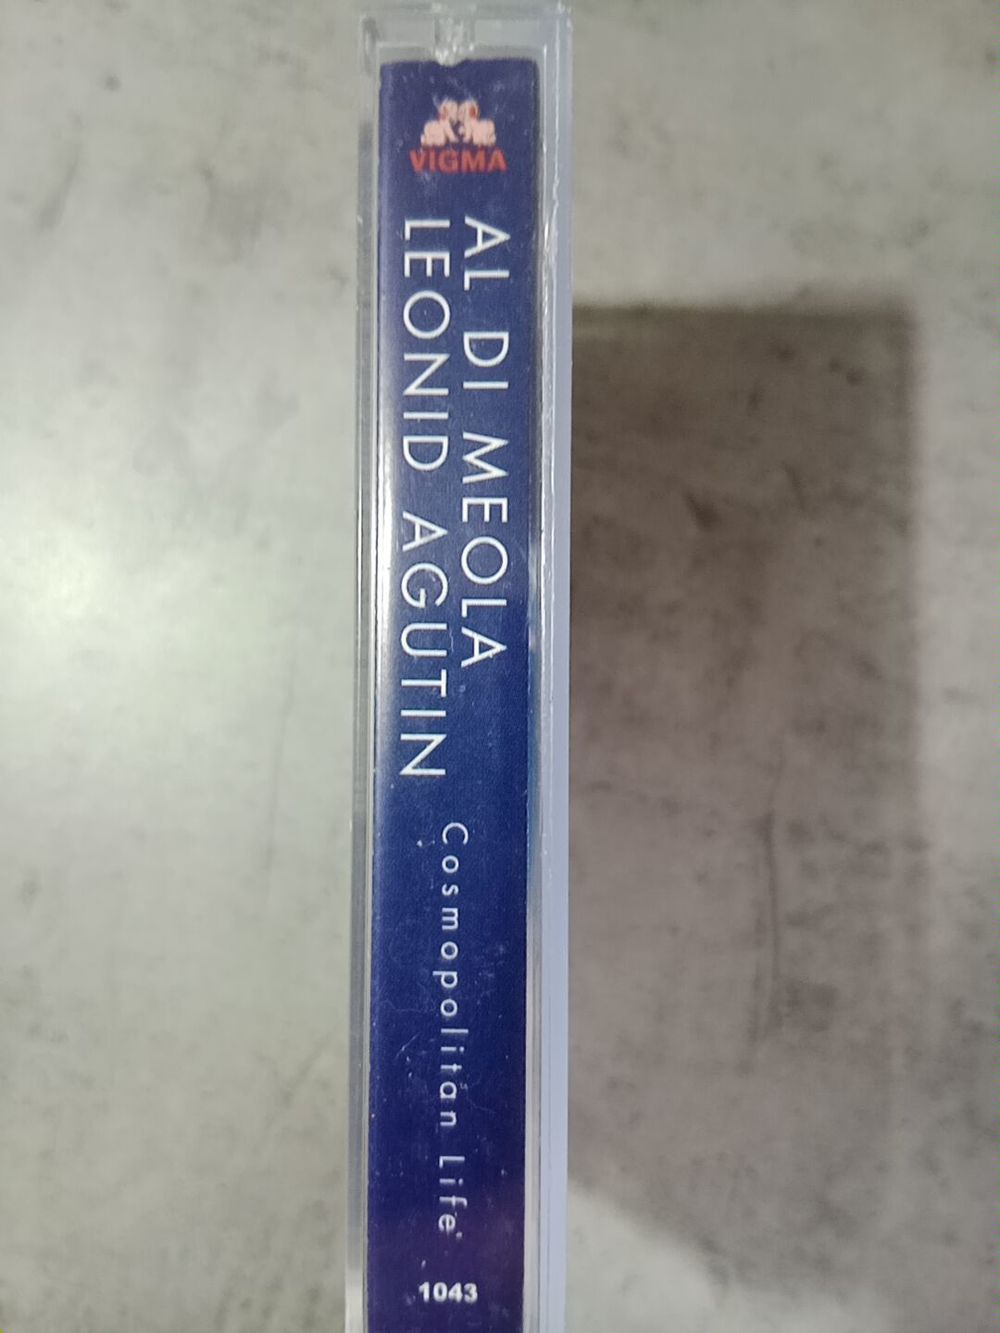 VIGMA
AL DI MEOLA
LEONID AGUTIN
Cosmopolitan Life
1043